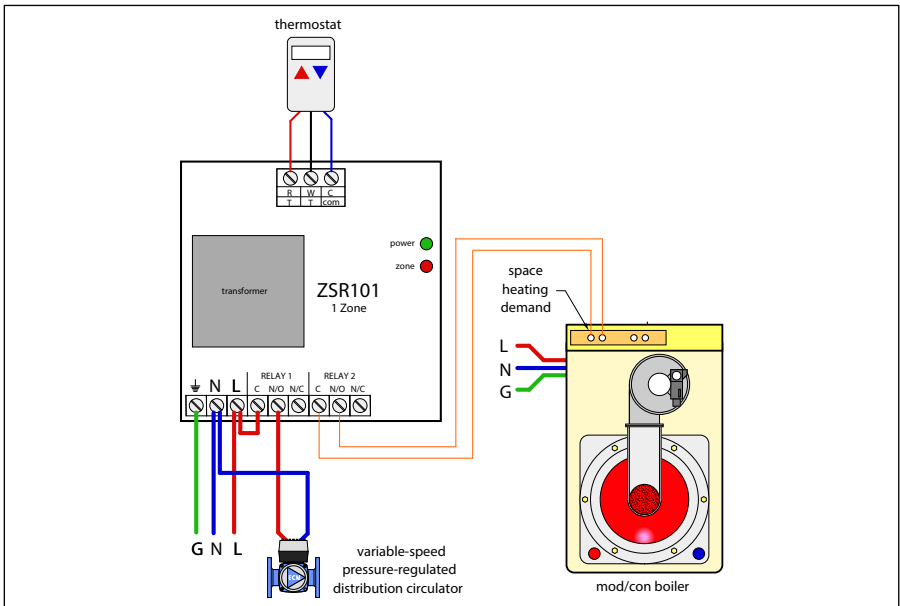 thermostat
R W C
T T com
power
zone
transformer
ZSR101
1 Zone
space
heating
demand
L
N
G
RELAY 1 RELAY 2
N L C N/O N/C C N/O N/C
G N L
ECM
variable-speed
pressure-regulated
distribution circulator
mod/con boiler